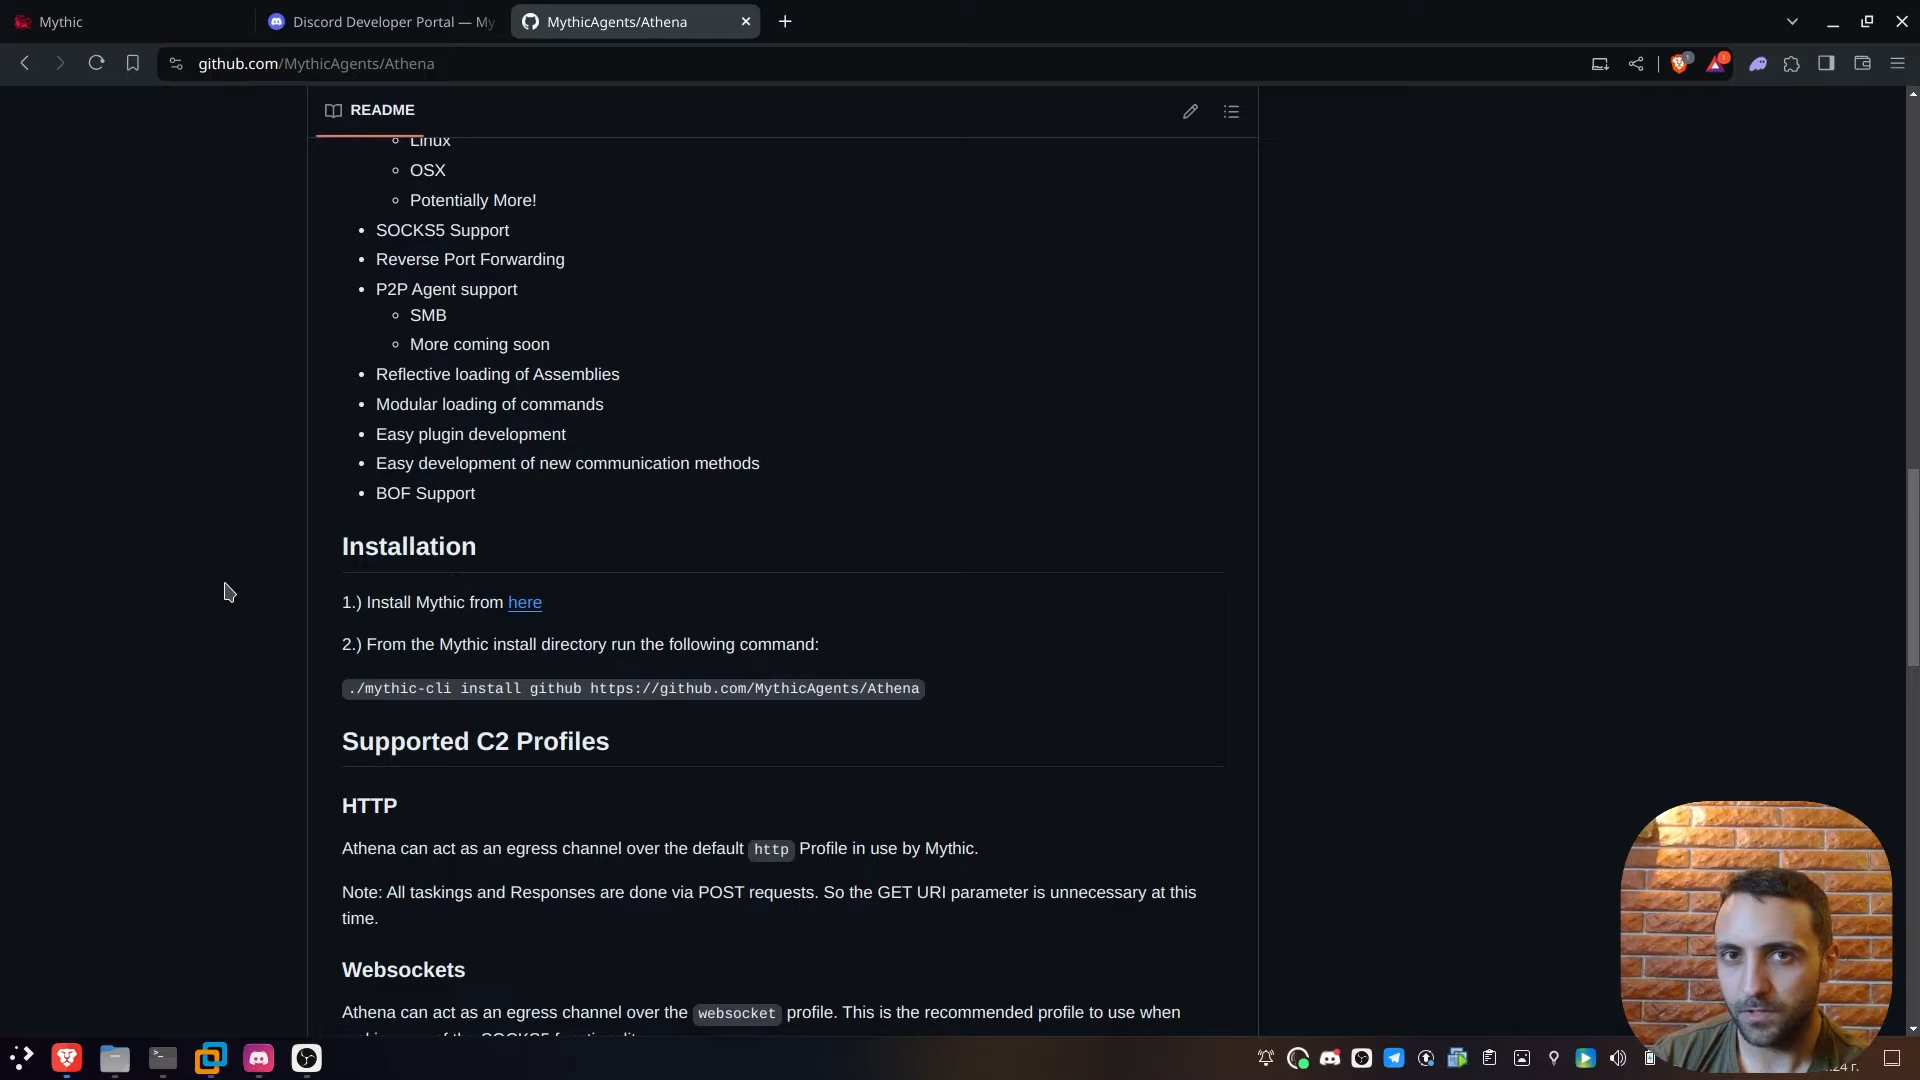 Mythic
Discord Developer Portal — My
MythicAgents/Athena
github.com/MythicAgents/Athena
1
1
README
Linux
OSX
Potentially More!
SOCKS5 Support
Reverse Port Forwarding
P2P Agent support
SMB
More coming soon
Reflective loading of Assemblies
Modular loading of commands
Easy plugin development
Easy development of new communication methods
BOF Support
Installation
1.) Install Mythic from here
2.) From the Mythic install directory run the following command:
./mythic-cli install github https://github.com/MythicAgents/Athena
Supported C2 Profiles
HTTP
Athena can act as an egress channel over the default http Profile in use by Mythic.
Note: All taskings and Responses are done via POST requests. So the GET URI parameter is unnecessary at this
time.
Websockets
Athena can act as an egress channel over the websocket profile. This is the recommended profile to use when